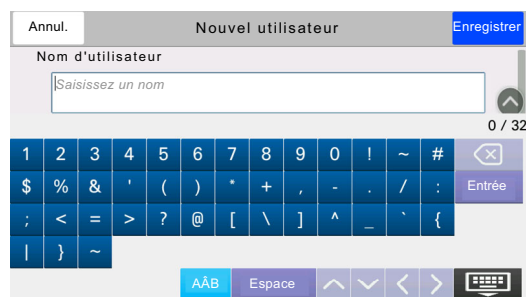 Annul. Nouvel utilisateur Enregistrer
Nom d'utilisateur
Saisissez un nom
0 / 32
1 2 3 4 5 6 7 8 9 0 ! ~ #
$ % & ' ( ) * + , - . / : Entrée
; < = > ? @ [ \ ] ^ _ ` {
| } ~
AÂB Espace